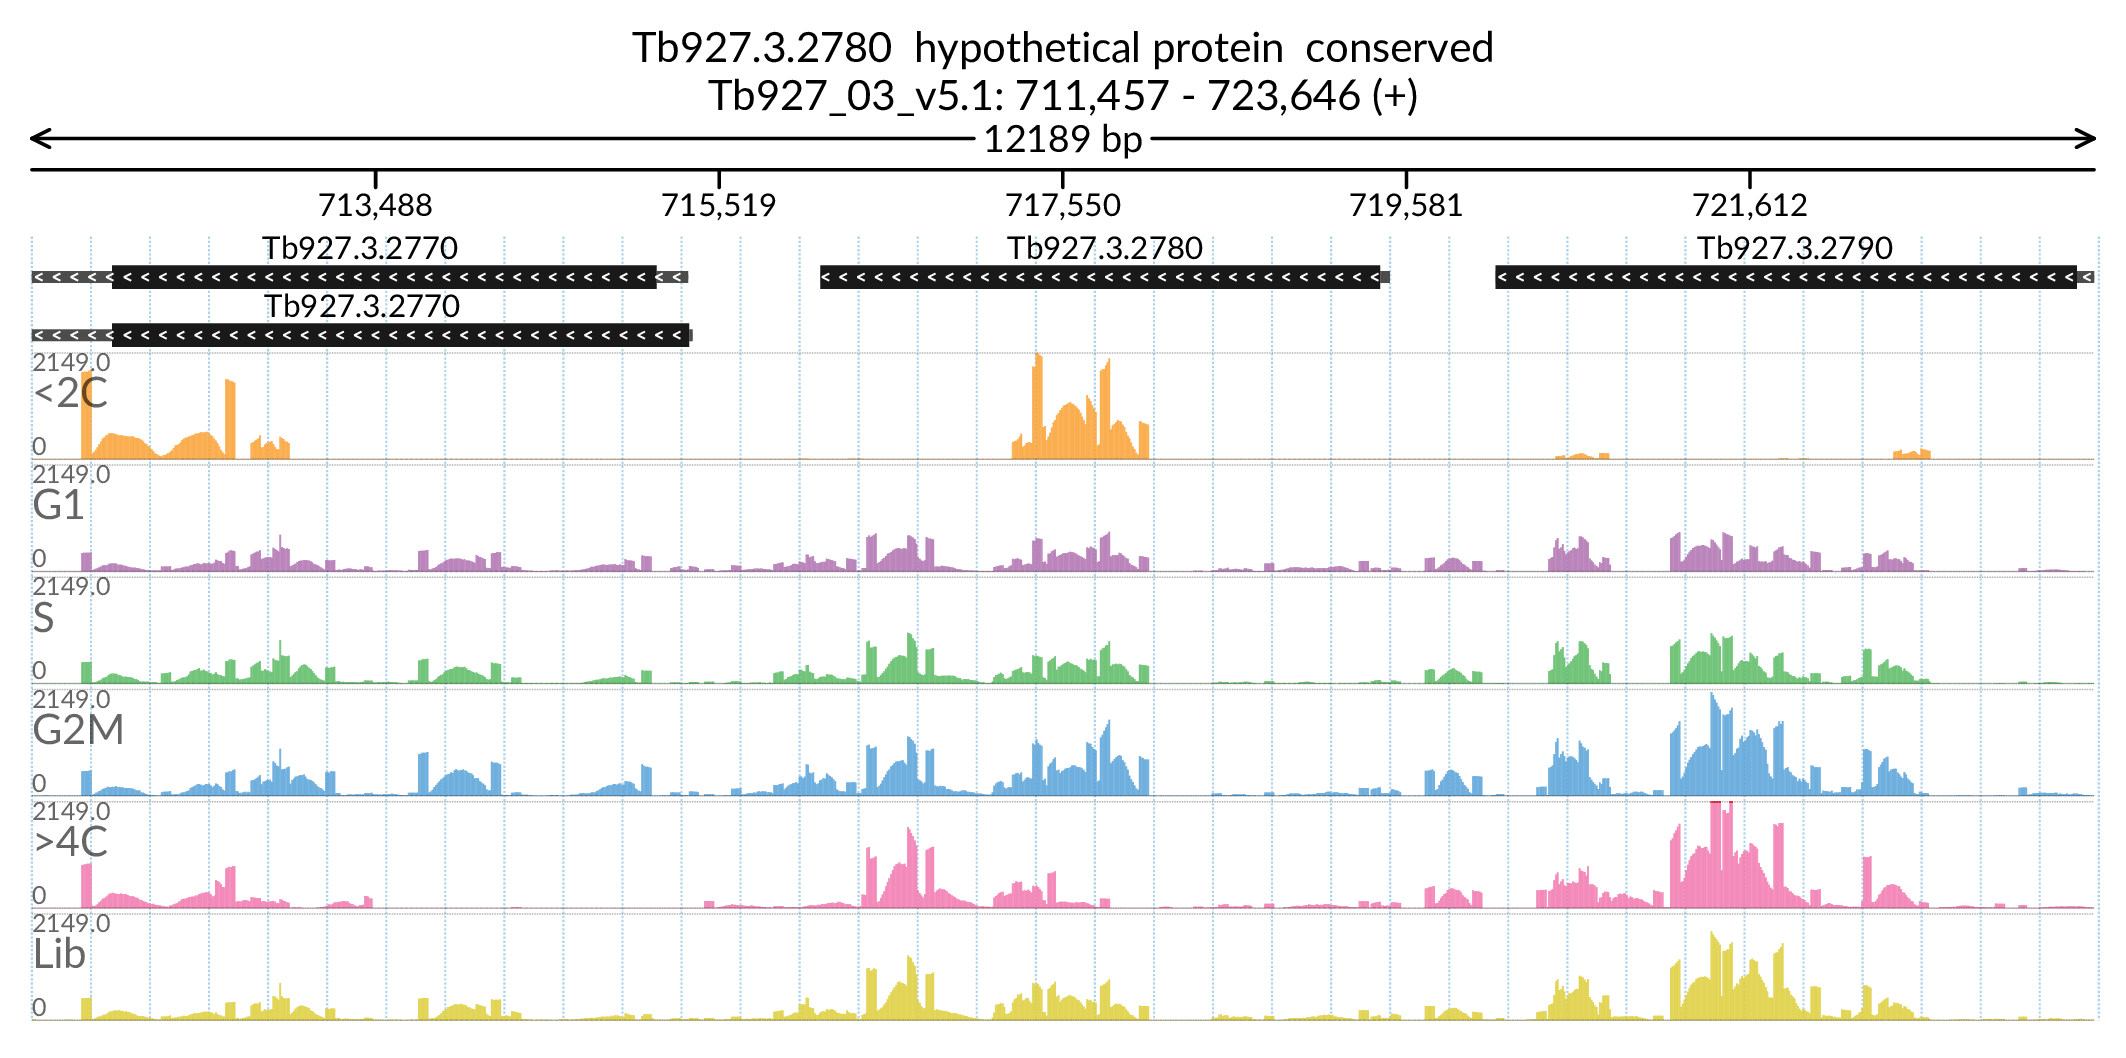 Tb927.3.2780 hypothetical protein conserved
Tb927_03_v5.1: 711,457 - 723,646 (+)
12189 bp
713,488 715,519 717,550 719,581 721,612
Tb927.3.2770 Tb927.3.2780 Tb927.3.2790
Tb927.3.2770
2149.0
<2C
0
2149.0
G1
0
2149.0
S
0
2149.0
G2M
0
2149.0
>4C
0
2149.0
Lib
0